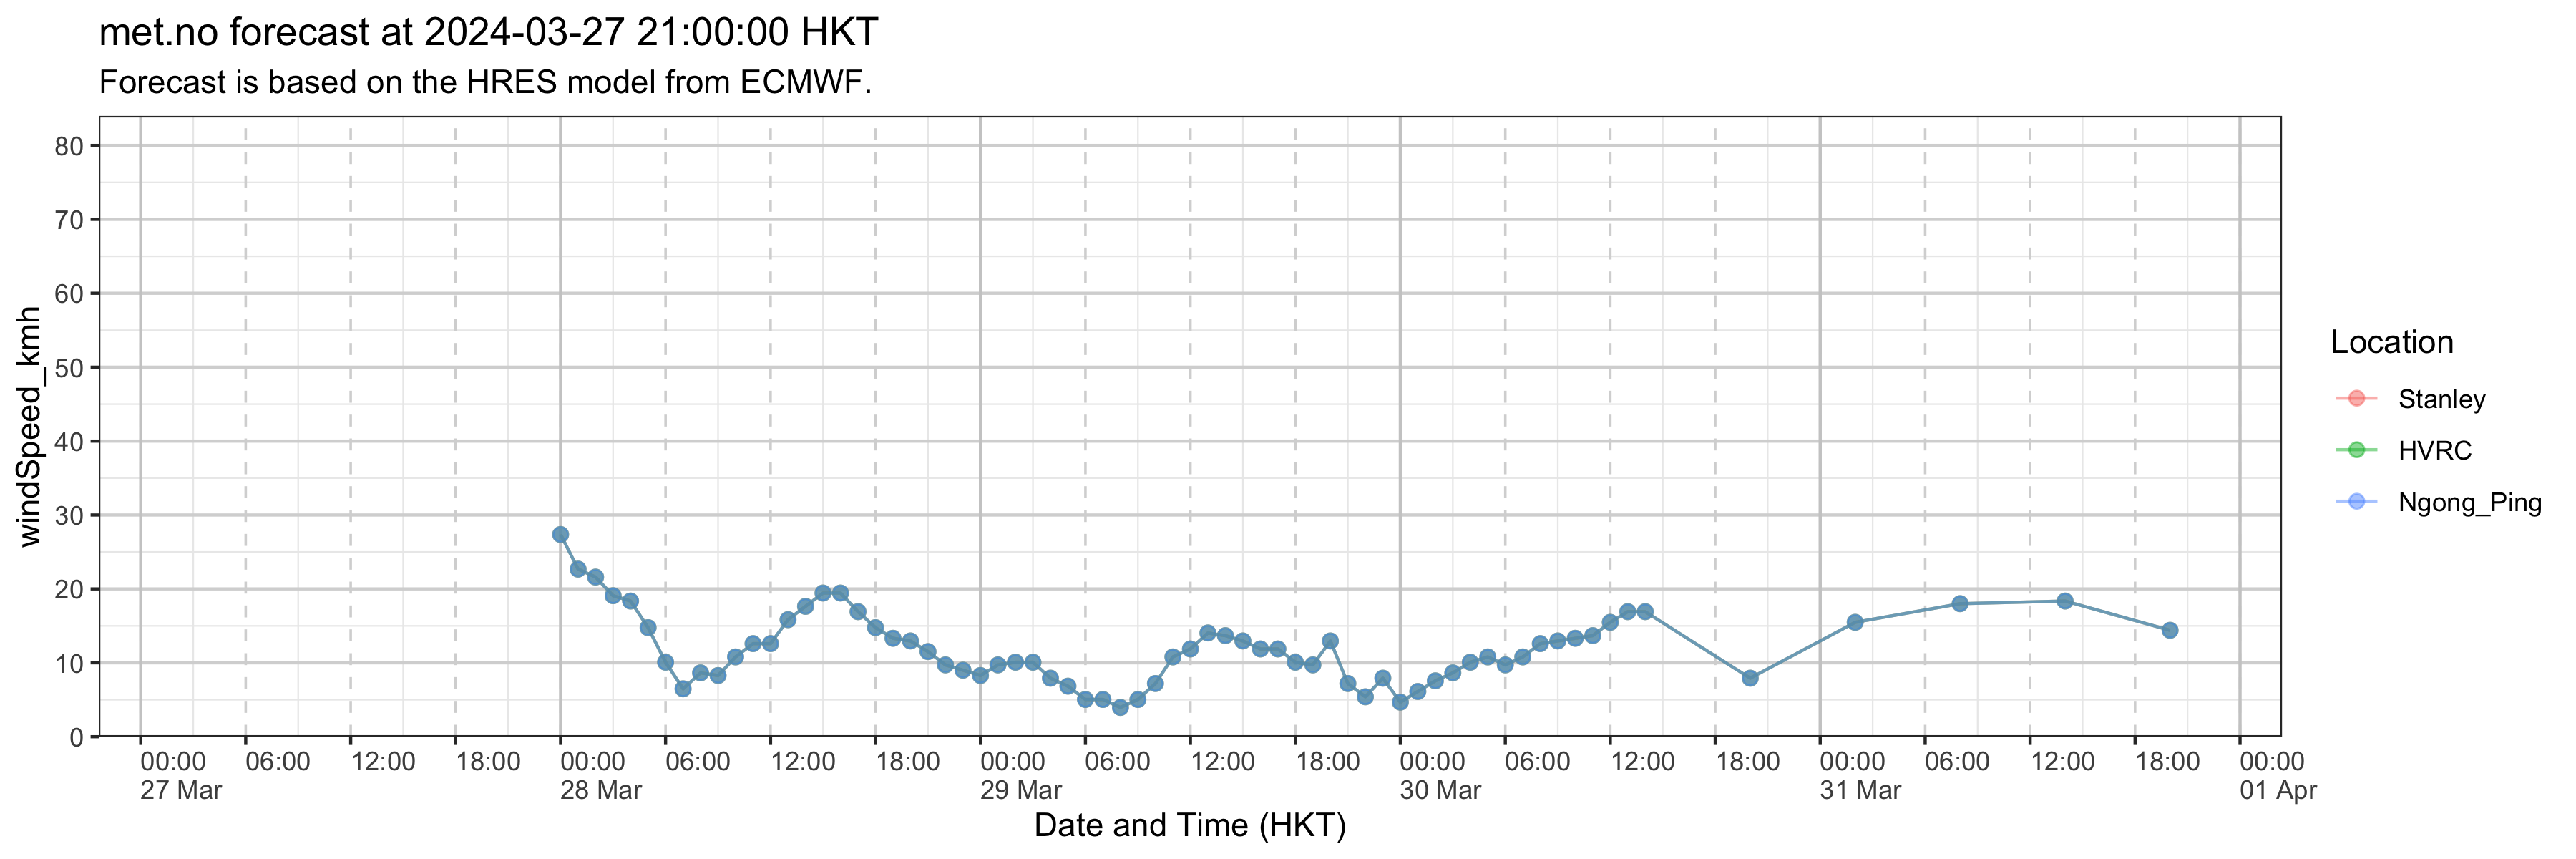 met.no forecast at 2024-03-27 21:00:00 HKT
Forecast is based on the HRES model from ECMWF.
windSpeed_kmh
80
70
60
50
40
30
20
10
0
00:00 06:00 12:00 18:00 00:00 06:00 12:00 18:00 00:00 06:00 12:00 18:00 00:00 06:00 12:00 18:00 00:00 06:00 12:00 18:00 00:00
27 Mar 28 Mar 29 Mar 30 Mar 31 Mar 01 Apr
Date and Time (HKT)
Location
Stanley
HVRC
Ngong_Ping